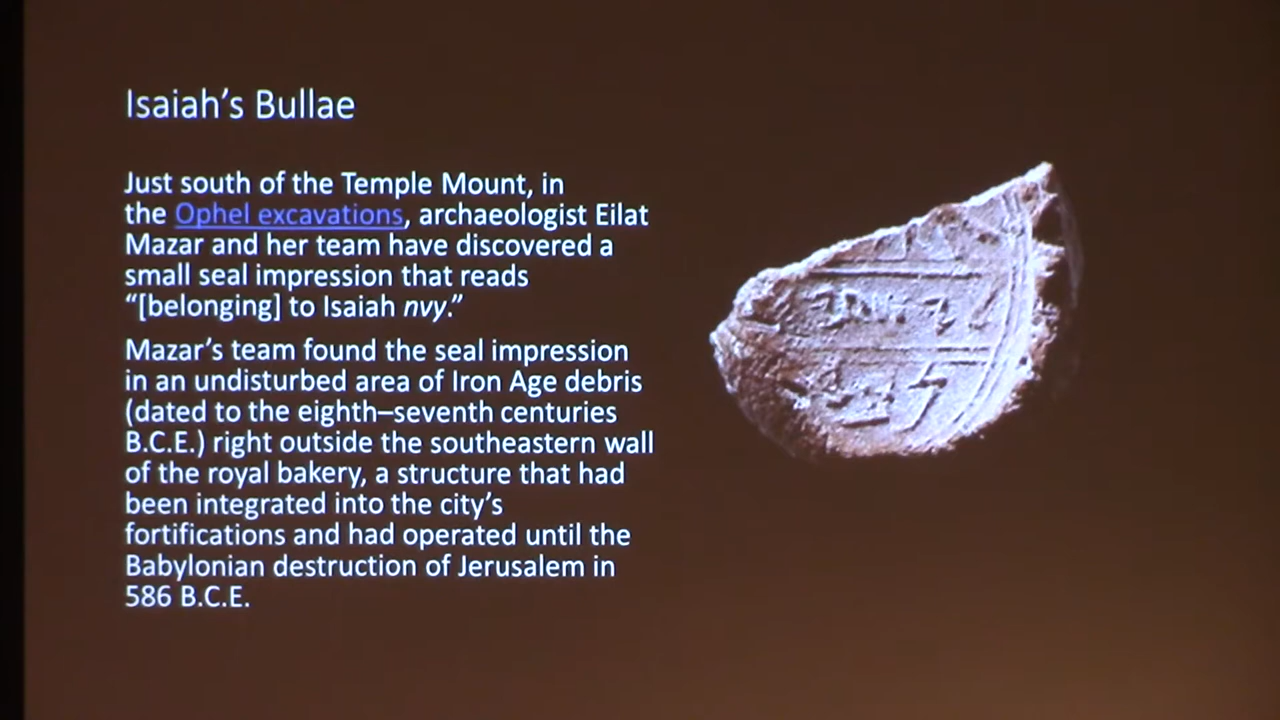 Isaiah’s Bullae
Just south of the Temple Mount, in
the Ophel excavations, archaeologist Eilat
Mazar and her team have discovered a
small seal impression that reads
“[belonging] to Isaiah nvy.”
Mazar’s team found the seal impression
in an undisturbed area of Iron Age debris
(dated to the eighth–seventh centuries
B.C.E.) right outside the southeastern wall
of the royal bakery, a structure that had
been integrated into the city’s
fortifications and had operated until the
Babylonian destruction of Jerusalem in
586 B.C.E.